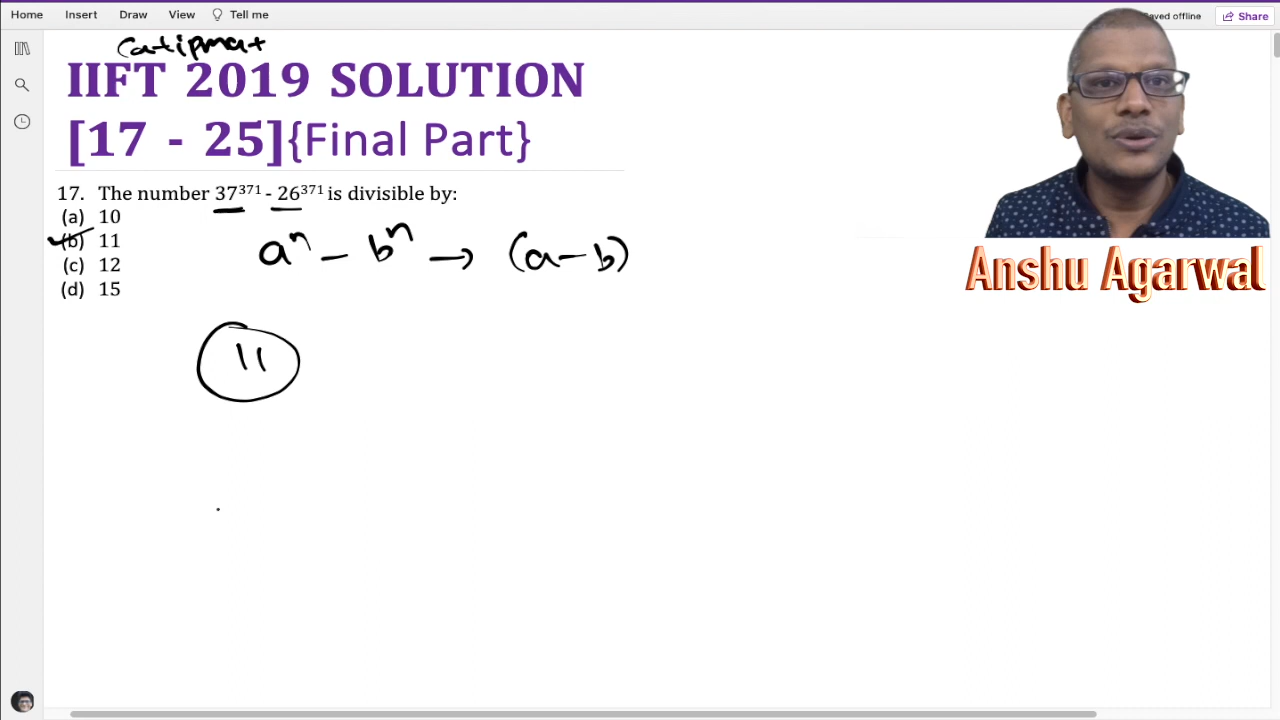 Home Insert Draw View Tell me Saved offline Share
Catipmat
IIFT 2019 SOLUTION
[17 - 25]{Final Part}
17. The number 37³⁷¹ - 26³⁷¹ is divisible by:
(a) 10
(b) 11
(c) 12
(d) 15
aⁿ - bⁿ → (a - b)
11
Anshu Agarwal